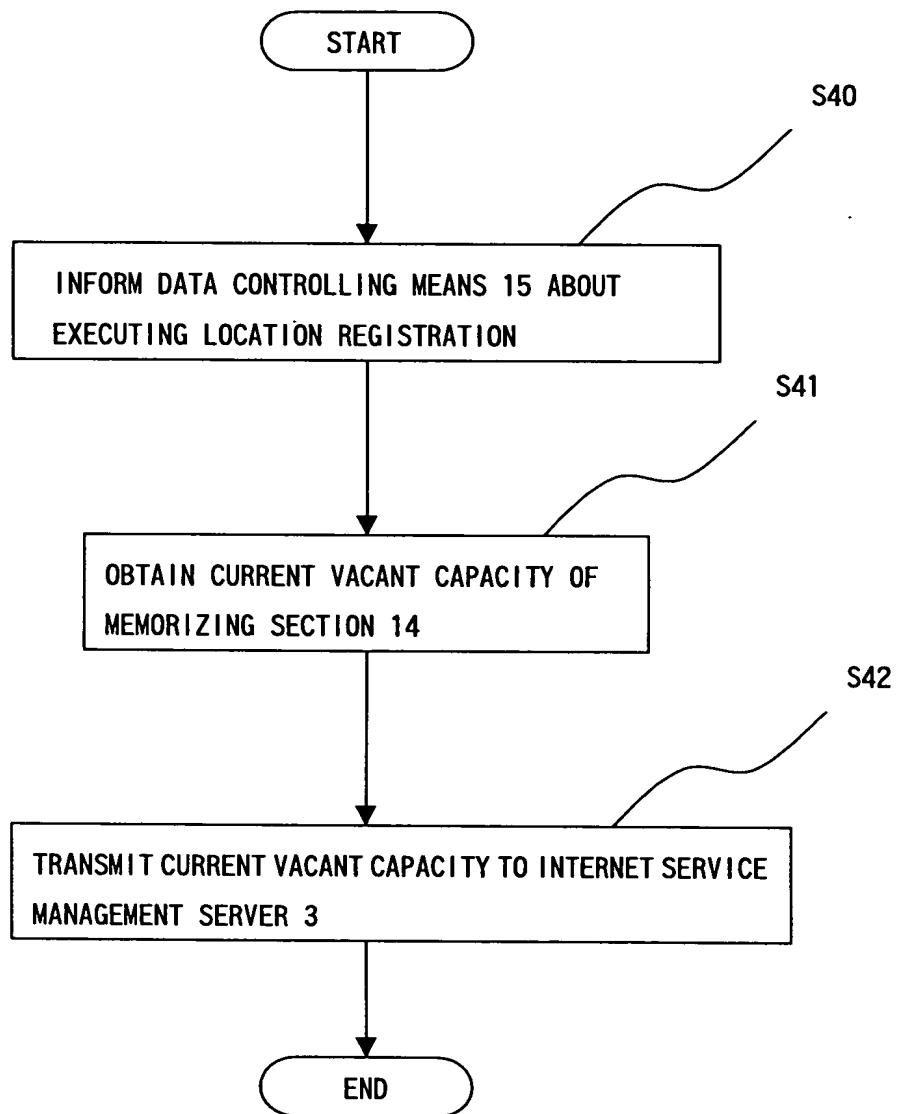 START
S40
INFORM DATA CONTROLLING MEANS 15 ABOUT
EXECUTING LOCATION REGISTRATION
S41
OBTAIN CURRENT VACANT CAPACITY OF
MEMORIZING SECTION 14
S42
TRANSMIT CURRENT VACANT CAPACITY TO INTERNET SERVICE
MANAGEMENT SERVER 3
END